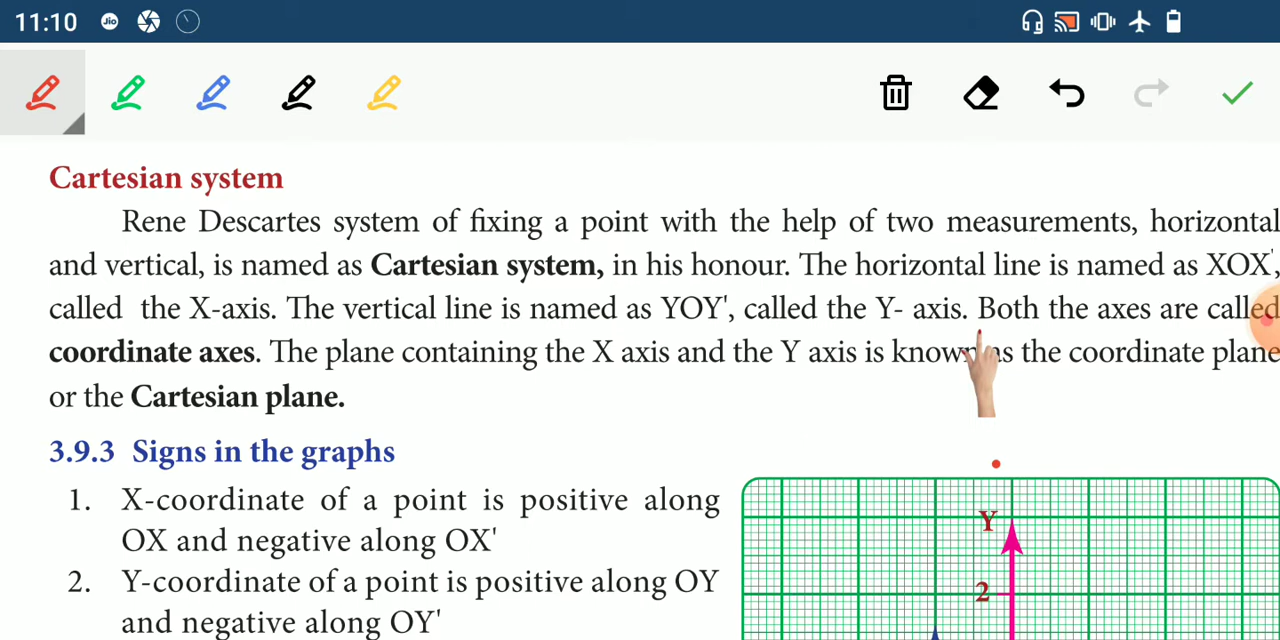 11:10
Jio
Cartesian system
Rene Descartes system of fixing a point with the help of two measurements, horizontal
and vertical, is named as Cartesian system, in his honour. The horizontal line is named as XOX',
called the X-axis. The vertical line is named as YOY', called the Y- axis. Both the axes are called
coordinate axes. The plane containing the X axis and the Y axis is known as the coordinate plane
or the Cartesian plane.
3.9.3 Signs in the graphs
1. X-coordinate of a point is positive along
OX and negative along OX'
2. Y-coordinate of a point is positive along OY
and negative along OY'
Y
2